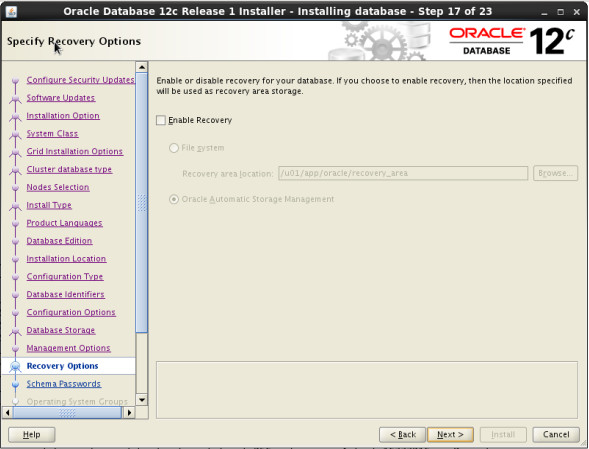 Oracle Database 12c Release 1 Installer - Installing database - Step 17 of 23
Specify Recovery Options
ORACLE
DATABASE
12c
Configure Security Updates
Software Updates
Installation Option
System Class
Grid Installation Options
Cluster database type
Nodes Selection
Install Type
Product Languages
Database Edition
Installation Location
Configuration Type
Database Identifiers
Configuration Options
Database Storage
Management Options
Recovery Options
Schema Passwords
Operating System Groups
Enable or disable recovery for your database. If you choose to enable recovery, then the location specified
will be used as recovery area storage.
Enable Recovery
File system
Recovery area location: /u01/app/oracle/recovery_area Browse...
Oracle Automatic Storage Management
Help < Back Next > Install Cancel